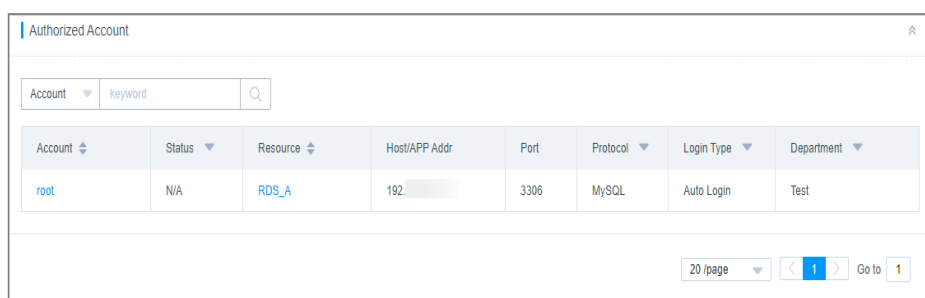 Authorized Account
Account keyword
Account Status Resource Host/APP Addr Port Protocol Login Type Department
root N/A RDS_A 192. 3306 MySQL Auto Login Test
20 /page 1 Go to 1